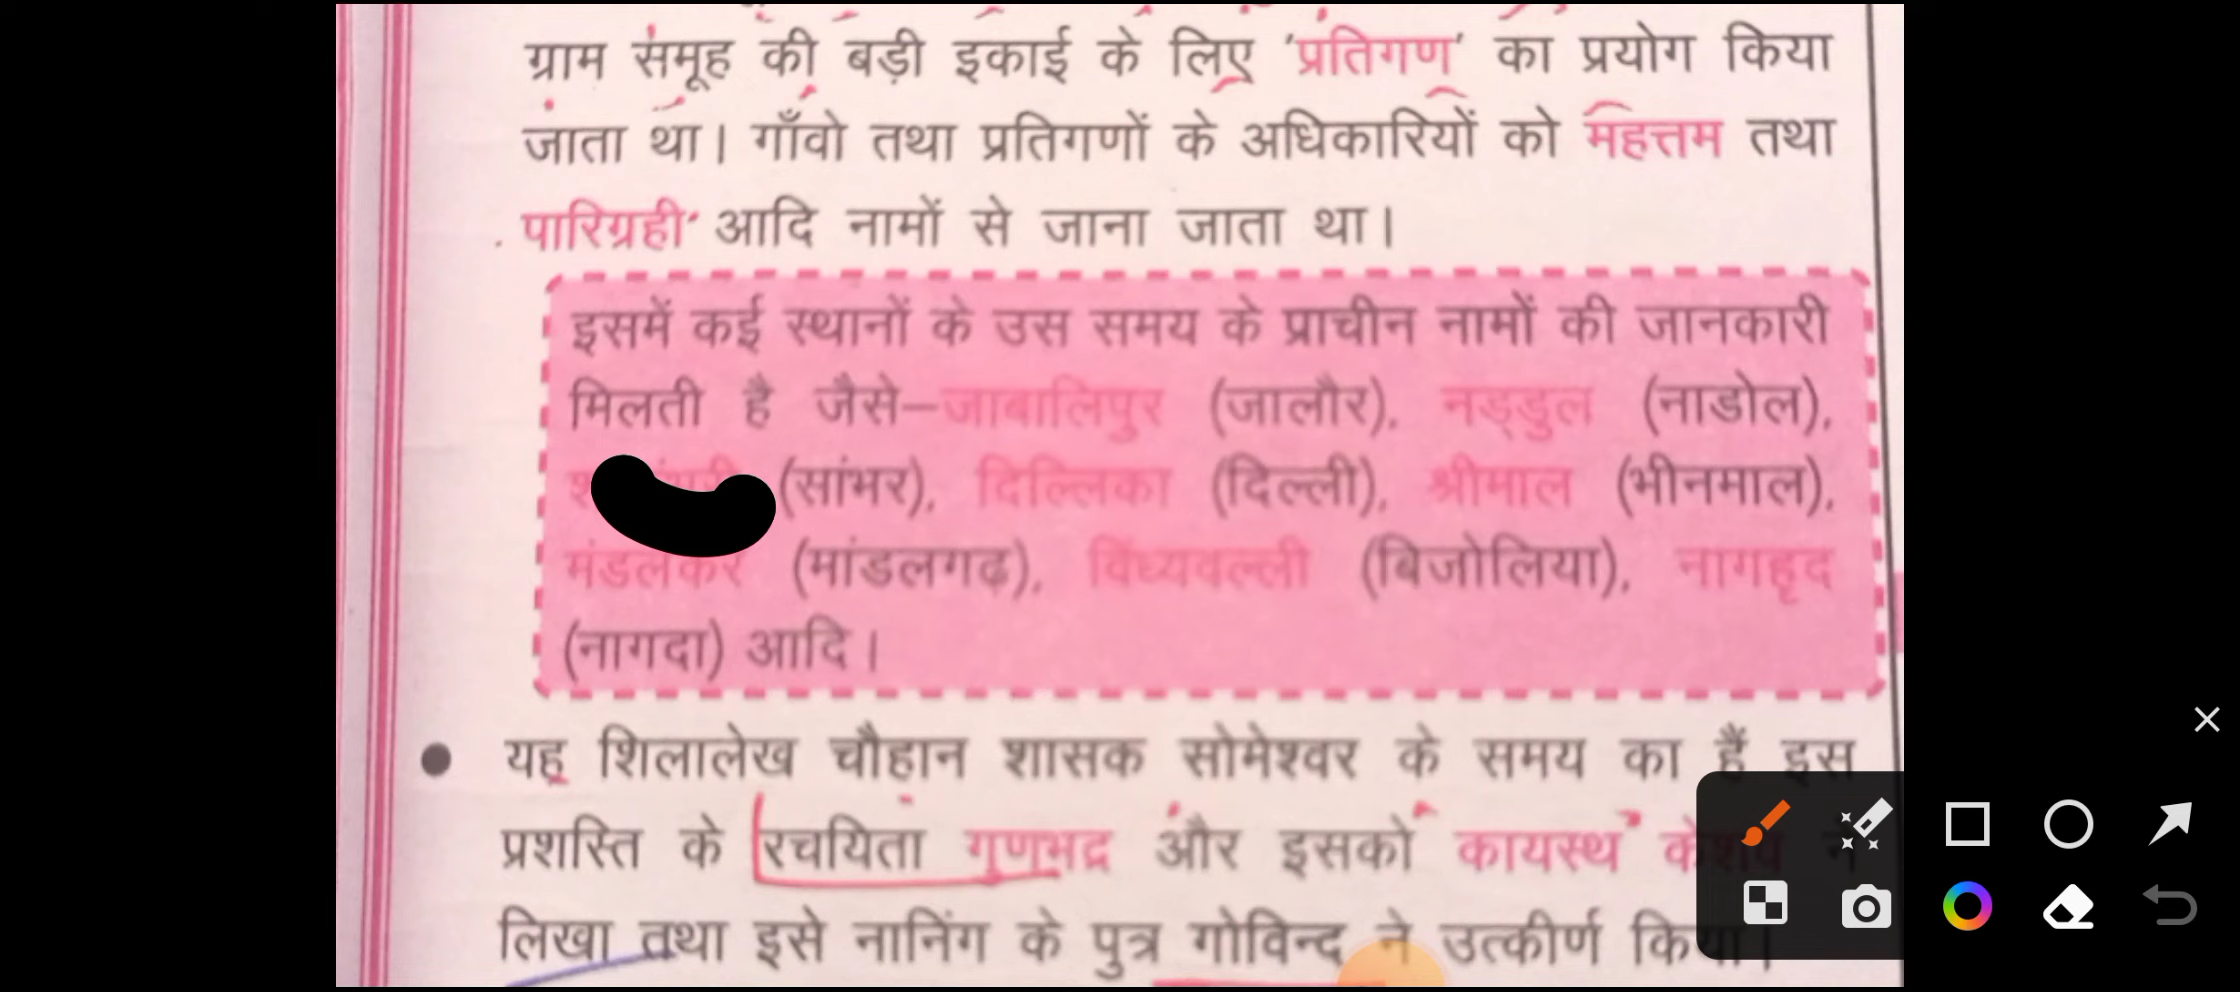 ग्राम समूह की बड़ी इकाई के लिए 'प्रतिगण' का प्रयोग किया
जाता था। गाँवो तथा प्रतिगणों के अधिकारियों को महत्तम तथा
पारिग्रही' आदि नामों से जाना जाता था।
इसमें कई स्थानों के उस समय के प्राचीन नामों की जानकारी
मिलती है जैसे–जाबालिपुर (जालौर), नड्डुल (नाडोल),
(सांभर), दिल्लिका (दिल्ली), श्रीमाल (भीनमाल),
मंडलकर (मांडलगढ़), विंध्यवल्ली (बिजोलिया), नागहृद
(नागदा) आदि।
यह शिलालेख चौहान शासक सोमेश्वर के समय का हैं इस
प्रशस्ति के रचयिता गुणभद्र और इसको कायस्थ केशव ने
लिखा तथा इसे नानिंग के पुत्र गोविन्द ने उत्कीर्ण किया।